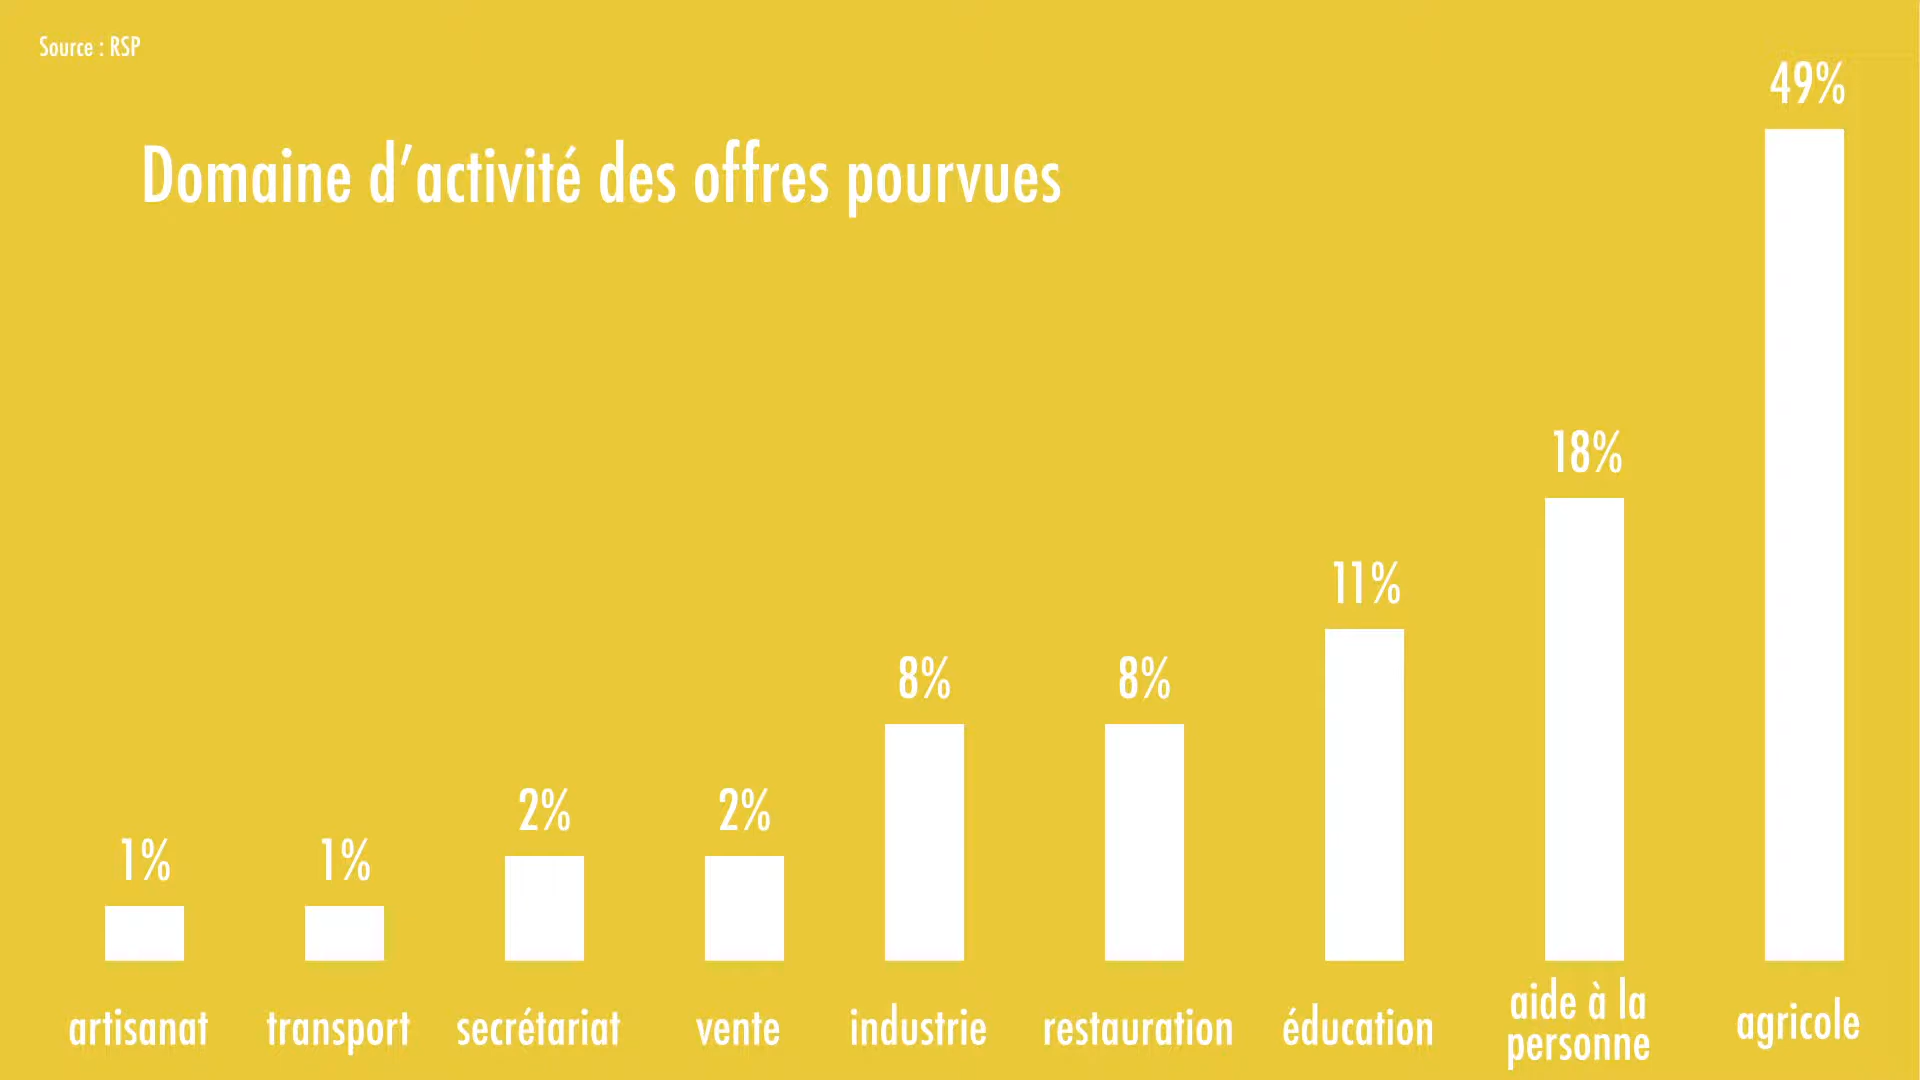 Source : RSP
Domaine d’activité des offres pourvues
49%
18%
11%
8%
8%
2%
2%
1%
1%
artisanat
transport
secrétariat
vente
industrie
restauration
éducation
aide à la
personne
agricole